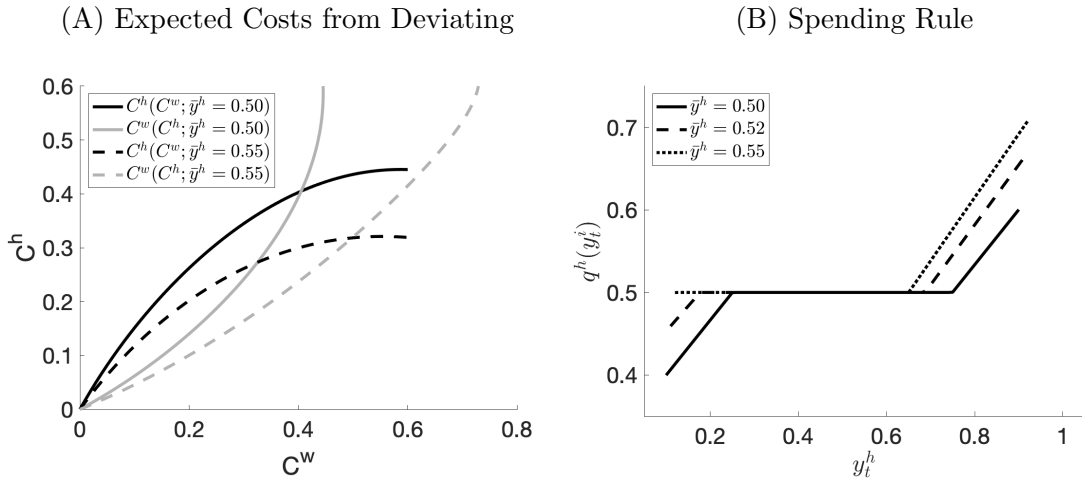 (A) Expected Costs from Deviating
0.6
0.5
0.4
0.3
0.2
0.1
0
C^h
C^h(C^w; ȳ^h = 0.50)
C^w(C^h; ȳ^h = 0.50)
C^h(C^w; ȳ^h = 0.55)
C^w(C^h; ȳ^h = 0.55)
0 0.2 0.4 0.6 0.8
C^w
(B) Spending Rule
0.7
0.6
0.5
0.4
q^h(y_t^i)
ȳ^h = 0.50
ȳ^h = 0.52
ȳ^h = 0.55
0.2 0.4 0.6 0.8 1
y_t^h